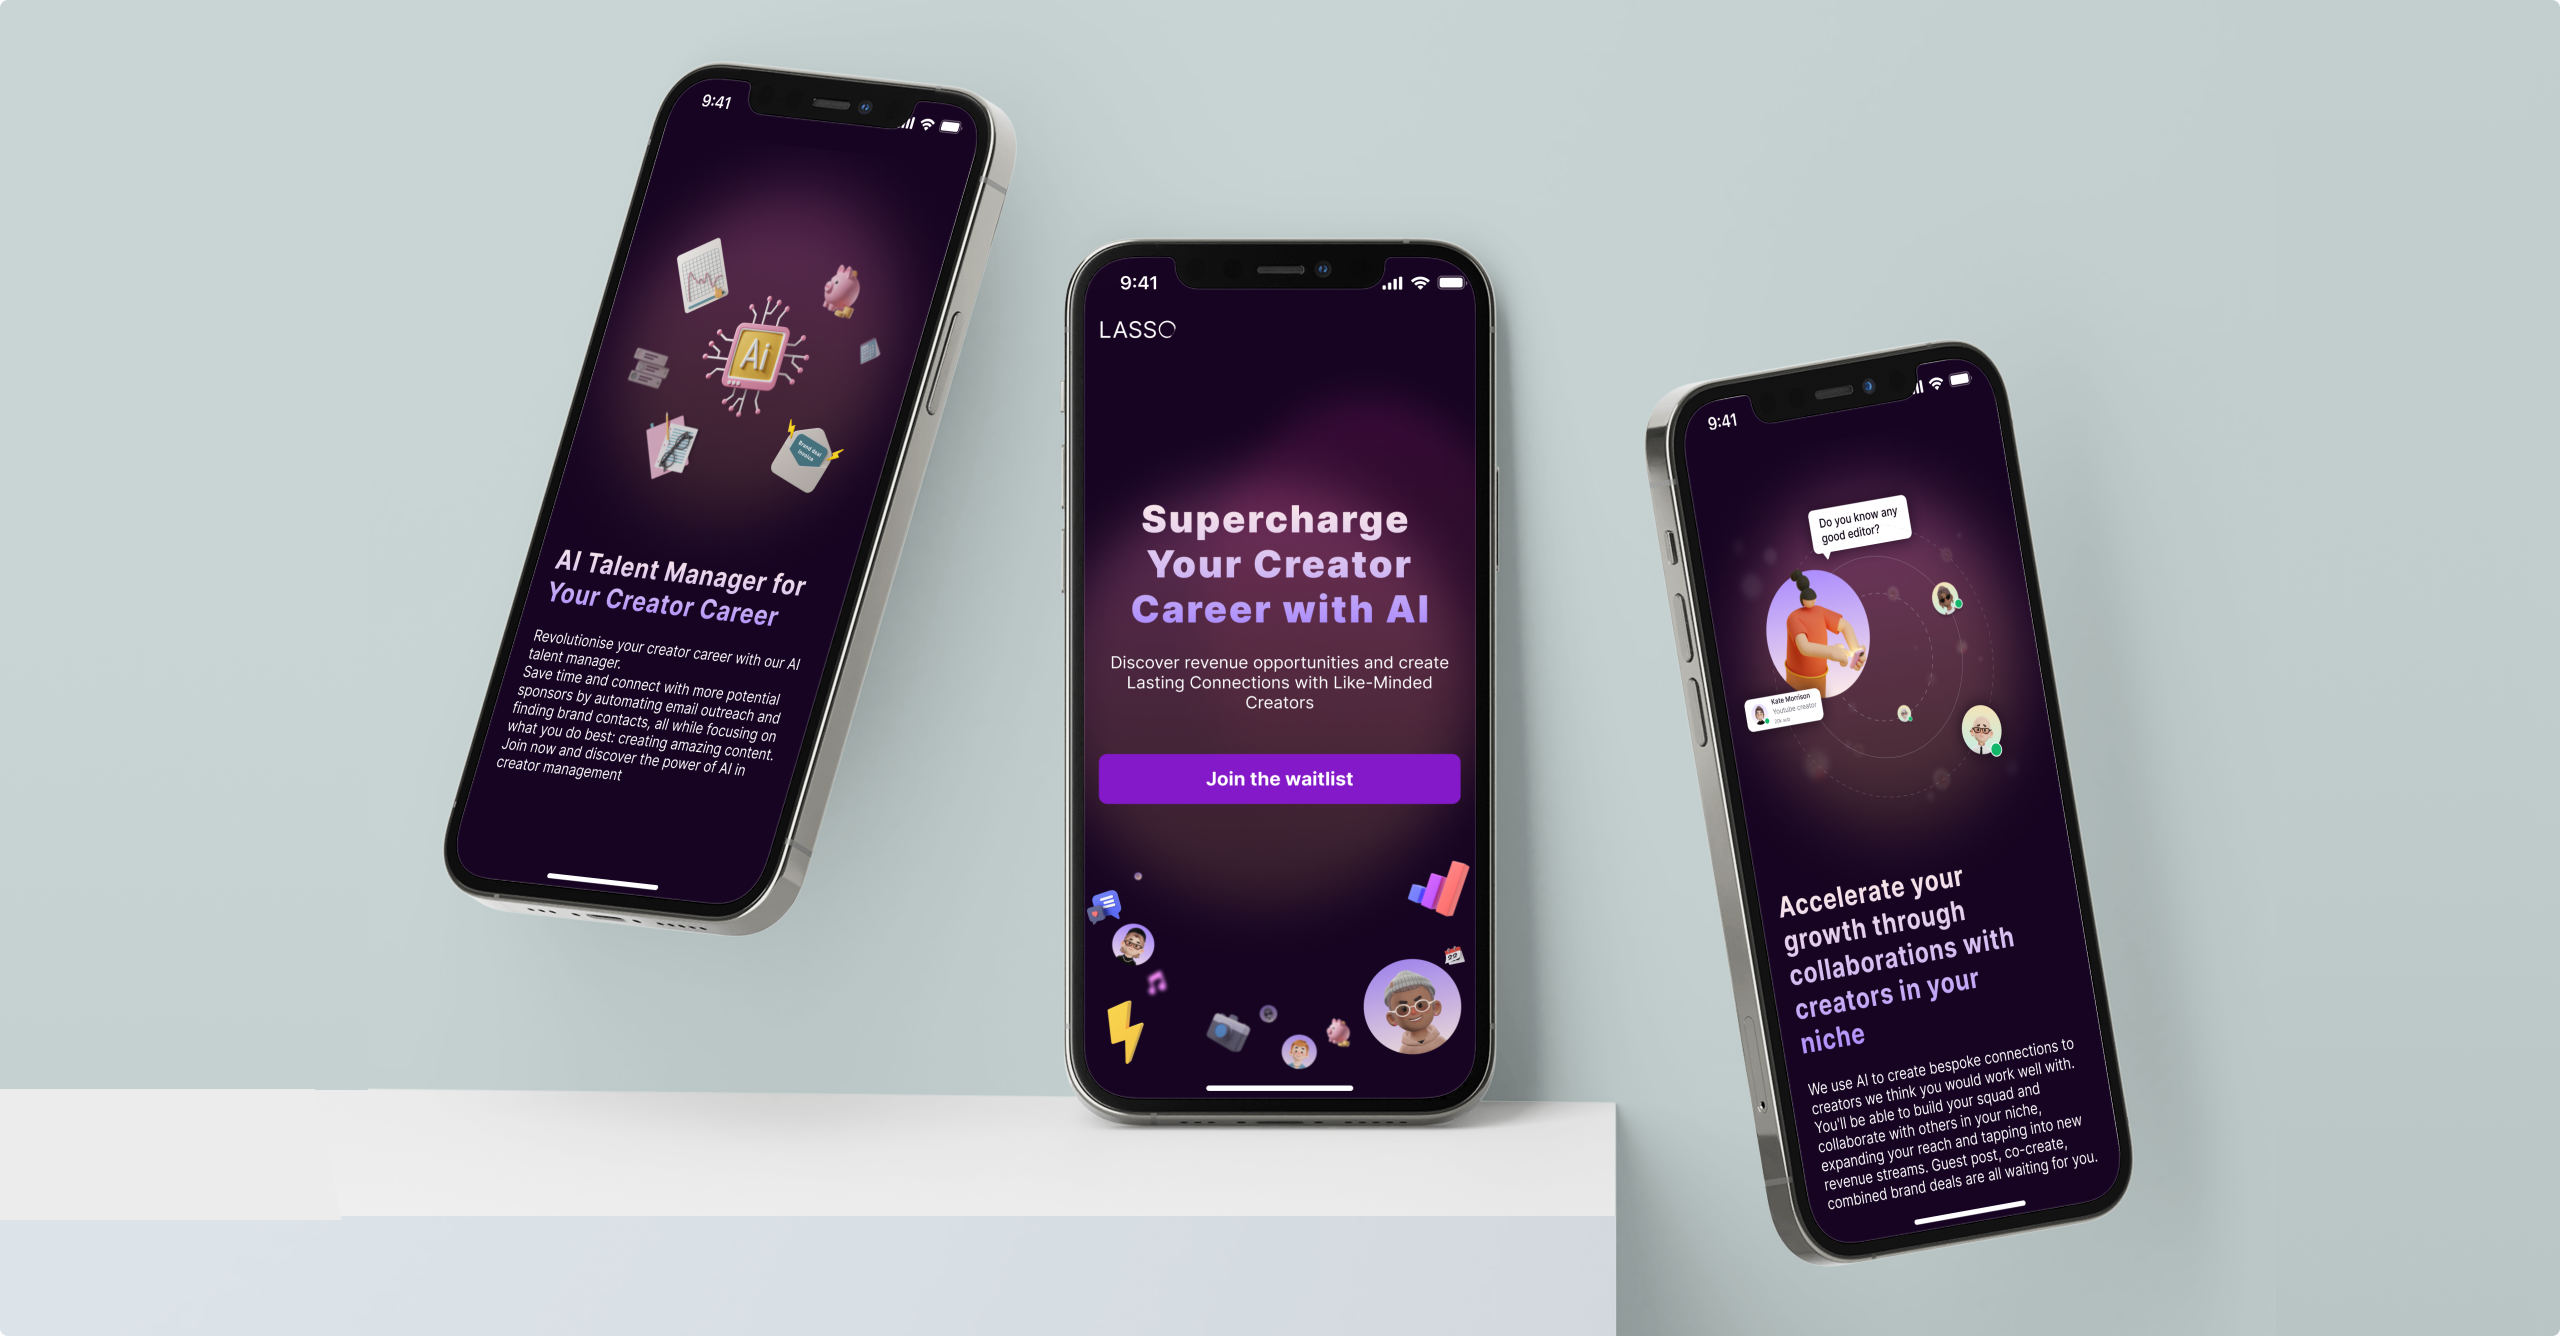 9:41
Ai
Brand deal
invoice
AI Talent Manager for
Your Creator Career
Revolutionise your creator career with our AI
talent manager.
Save time and connect with more potential
sponsors by automating email outreach and
finding brand contacts, all while focusing on
what you do best: creating amazing content.
Join now and discover the power of AI in
creator management
9:41
LASSO
Supercharge
Your Creator
Career with AI
Discover revenue opportunities and create
Lasting Connections with Like-Minded
Creators
Join the waitlist
9:41
Do you know any
good editor?
Kate Morrison
Youtube creator
20k sub
Accelerate your
growth through
collaborations with
creators in your
niche
We use AI to create bespoke connections to
creators we think you would work well with.
You'll be able to build your squad and
collaborate with others in your niche,
expanding your reach and tapping into new
revenue streams. Guest post, co-create,
combined brand deals are all waiting for you.